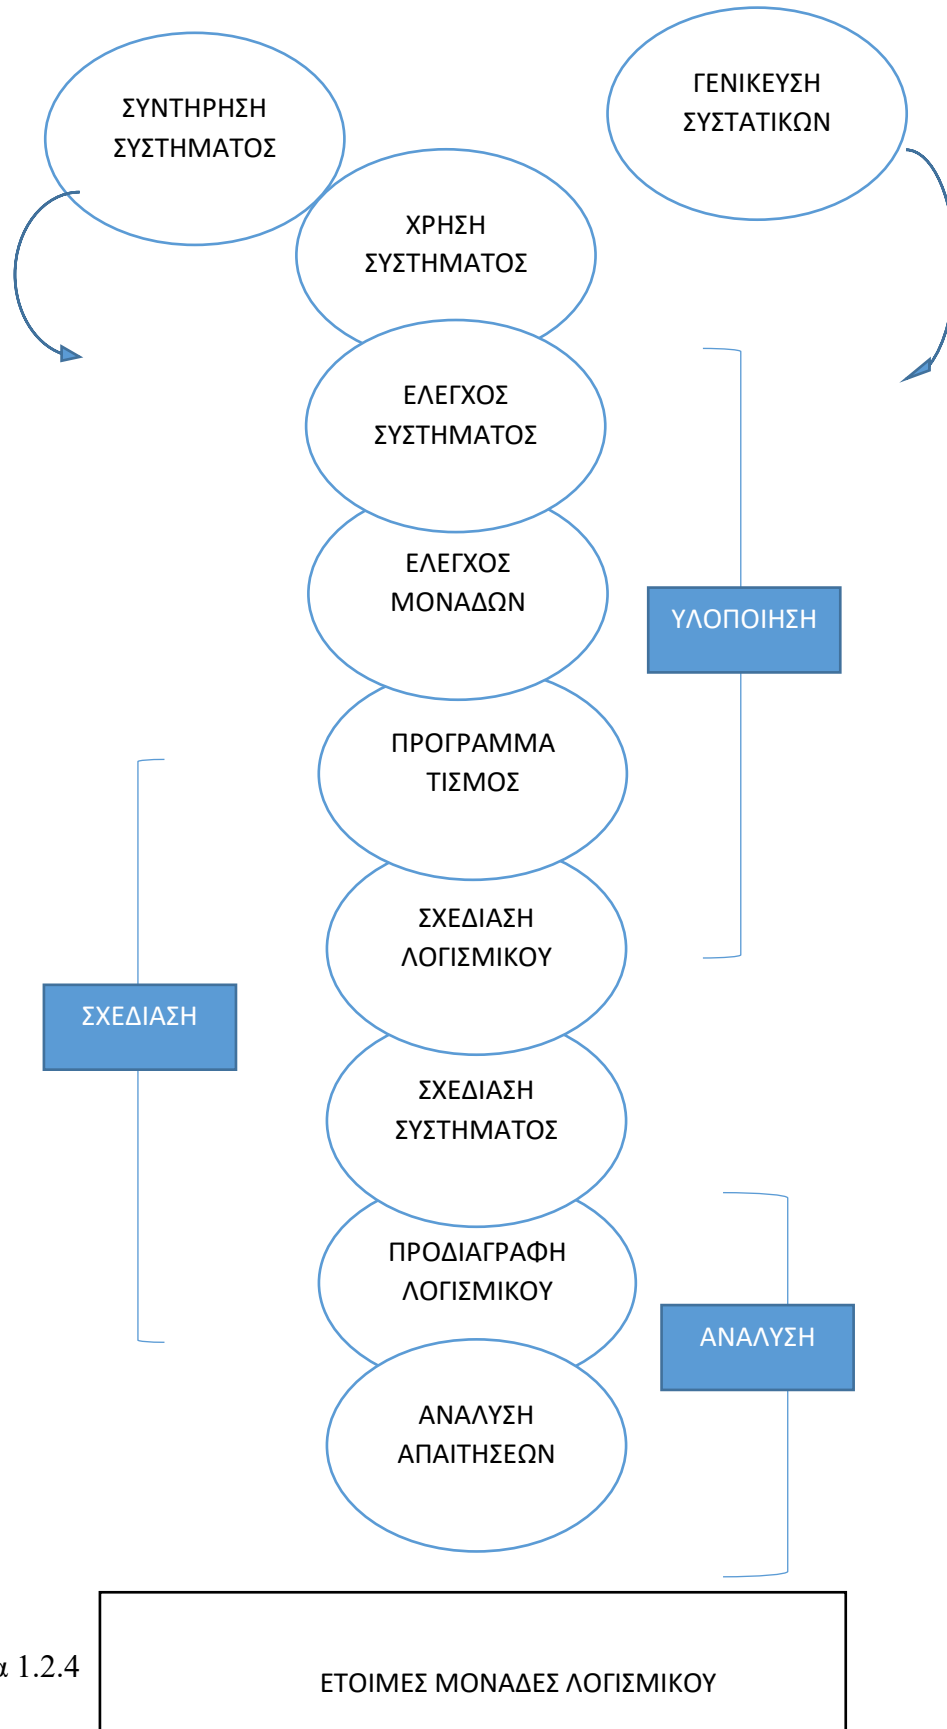 ΣΥΝΤΗΡΗΣΗ
ΣΥΣΤΗΜΑΤΟΣ
ΓΕΝΙΚΕΥΣΗ
ΣΥΣΤΑΤΙΚΩΝ
ΧΡΗΣΗ
ΣΥΣΤΗΜΑΤΟΣ
ΕΛΕΓΧΟΣ
ΣΥΣΤΗΜΑΤΟΣ
ΕΛΕΓΧΟΣ
ΜΟΝΑΔΩΝ
ΥΛΟΠΟΙΗΣΗ
ΠΡΟΓΡΑΜΜΑ
ΤΙΣΜΟΣ
ΣΧΕΔΙΑΣΗ
ΛΟΓΙΣΜΙΚΟΥ
ΣΧΕΔΙΑΣΗ
ΣΧΕΔΙΑΣΗ
ΣΥΣΤΗΜΑΤΟΣ
ΠΡΟΔΙΑΓΡΑΦΗ
ΛΟΓΙΣΜΙΚΟΥ
ΑΝΑΛΥΣΗ
ΑΝΑΛΥΣΗ
ΑΠΑΙΤΗΣΕΩΝ
α 1.2.4
ΕΤΟΙΜΕΣ ΜΟΝΑΔΕΣ ΛΟΓΙΣΜΙΚΟΥ